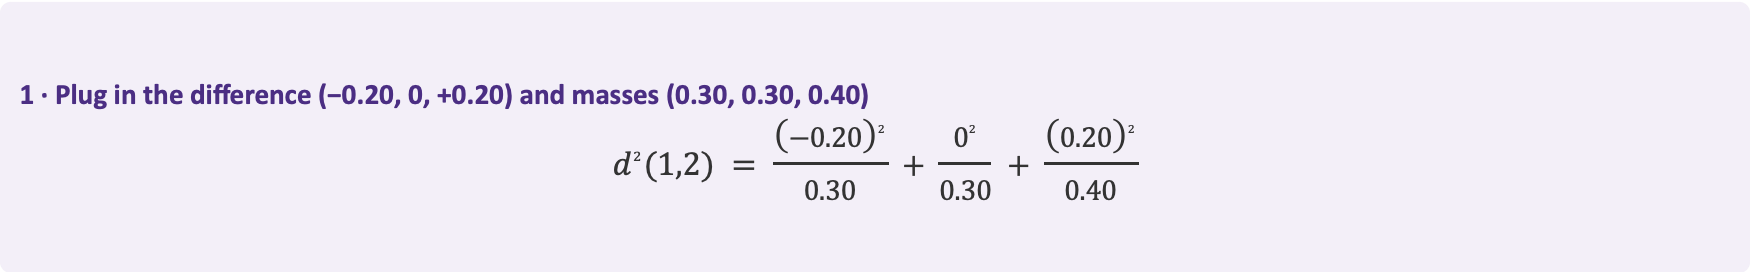 1 · Plug in the difference (−0.20, 0, +0.20) and masses (0.30, 0.30, 0.40)
d²(1,2) = (−0.20)²/0.30 + 0²/0.30 + (0.20)²/0.40